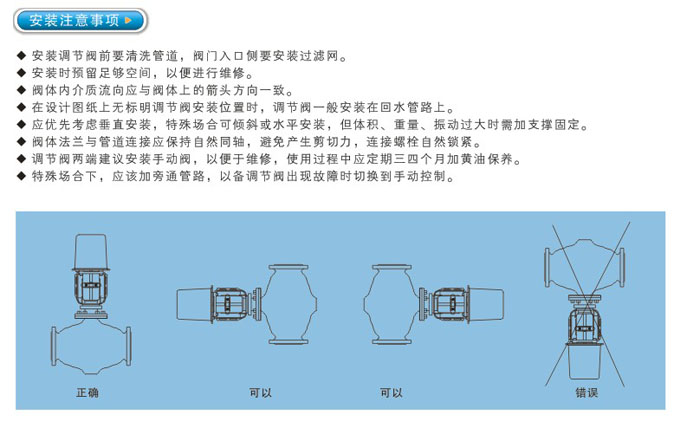 安装注意事项
◆ 安装调节阀前要清洗管道，阀门入口侧要安装过滤网。
◆ 安装时预留足够空间，以便进行维修。
◆ 阀体内介质流向应与阀体上的箭头方向一致。
◆ 在设计图纸上无标明调节阀安装位置时，调节阀一般安装在回水管路上。
◆ 应优先考虑垂直安装，特殊场合可倾斜或水平安装，但体积、重量、振动过大时需加支撑固定。
◆ 阀体法兰与管道连接应保持自然同轴，避免产生剪切力，连接螺栓自然锁紧。
◆ 调节阀两端建议安装手动阀，以便于维修，使用过程中应定期三四个月加黄油保养。
◆ 特殊场合下，应该加旁通管路，以备调节阀出现故障时切换到手动控制。
正确
可以
可以
错误